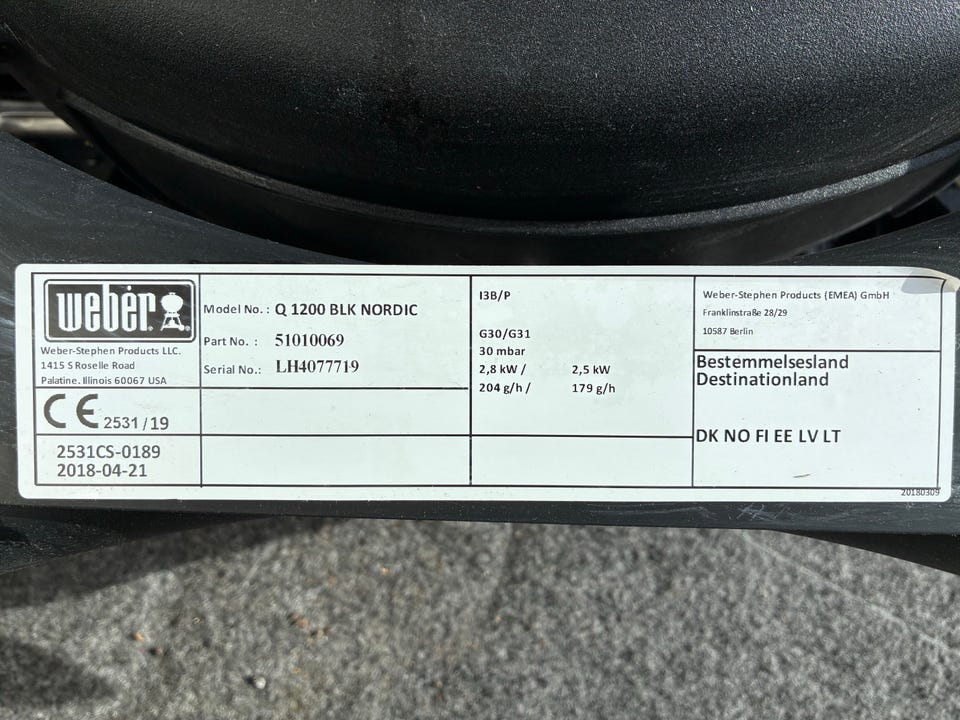 weber®
Weber-Stephen Products LLC.
1415 S Roselle Road
Palatine. Illinois 60067 USA
CE 2531/19
2531CS-0189
2018-04-21
Model No. : Q 1200 BLK NORDIC
Part No. : 51010069
Serial No.: LH4077719
I3B/P
G30/G31
30 mbar
2,8 kW / 2,5 kW
204 g/h / 179 g/h
Weber-Stephen Products (EMEA) GmbH
Franklinstraße 28/29
10587 Berlin
Bestemmelsesland
Destinationland
DK NO FI EE LV LT
20180309